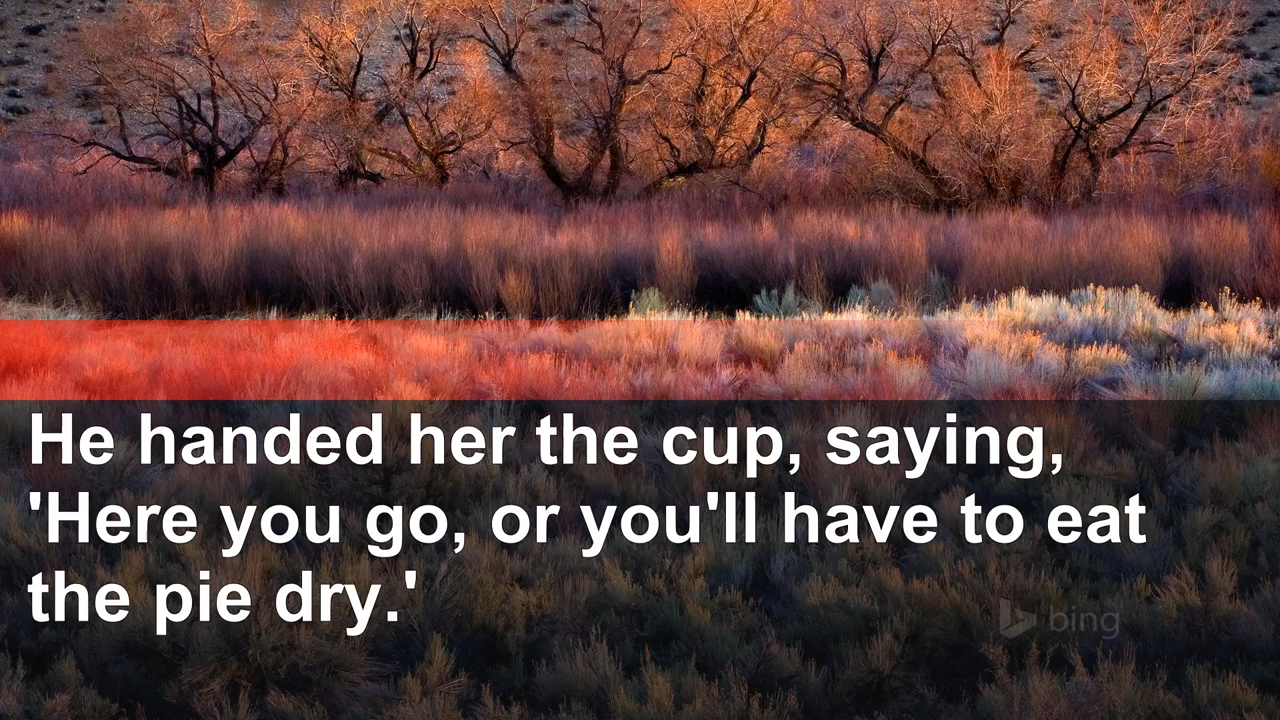 He handed her the cup, saying,
'Here you go, or you'll have to eat
the pie dry.'
bing